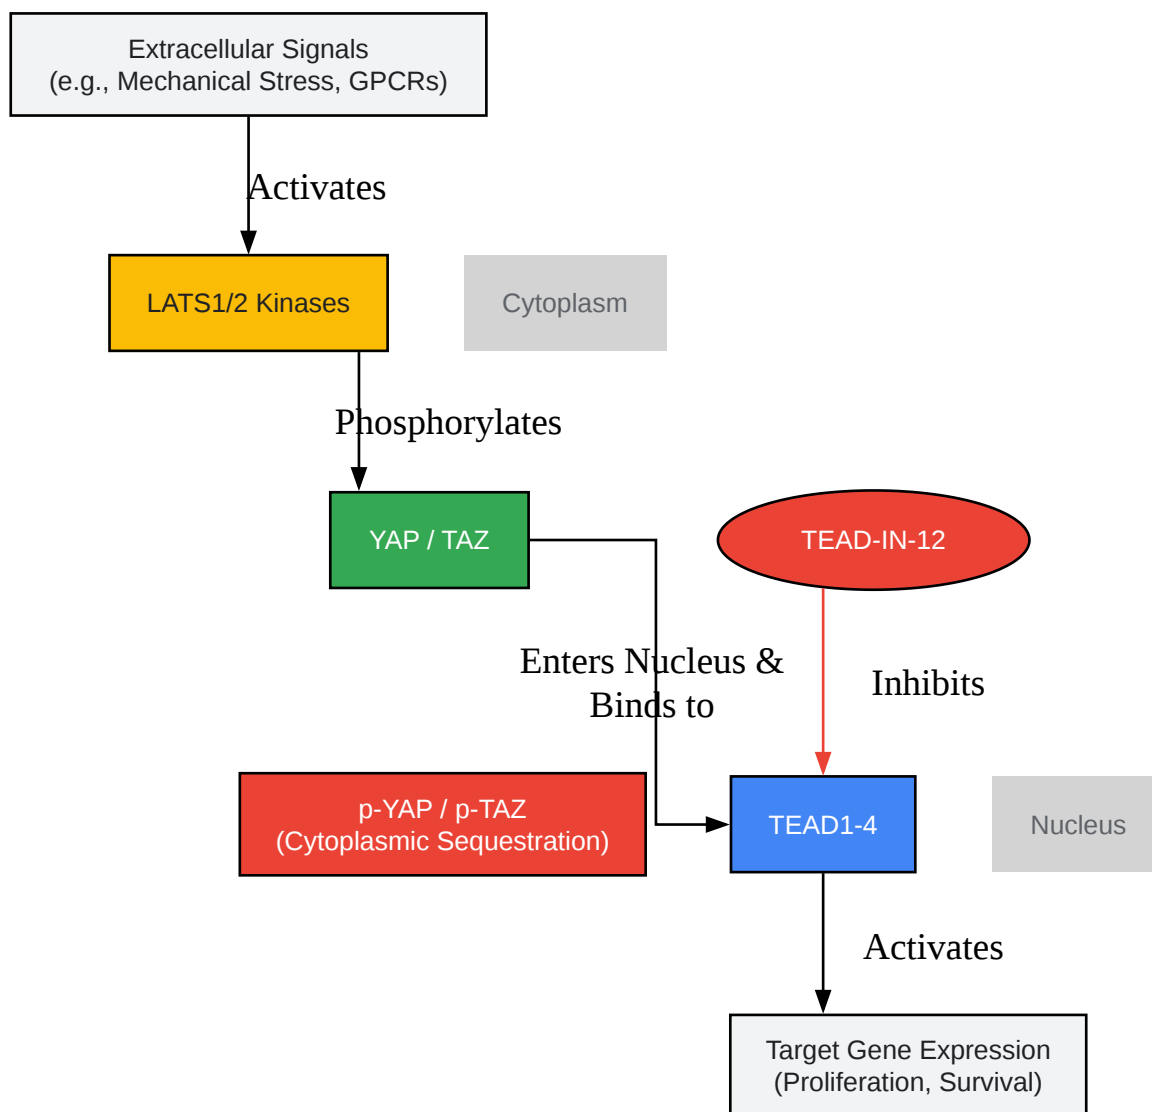 Extracellular Signals
(e.g., Mechanical Stress, GPCRs)
Activates
LATS1/2 Kinases
Cytoplasm
Phosphorylates
YAP / TAZ
TEAD-IN-12
Enters Nucleus &
Binds to
Inhibits
p-YAP / p-TAZ
(Cytoplasmic Sequestration)
TEAD1-4
Nucleus
Activates
Target Gene Expression
(Proliferation, Survival)